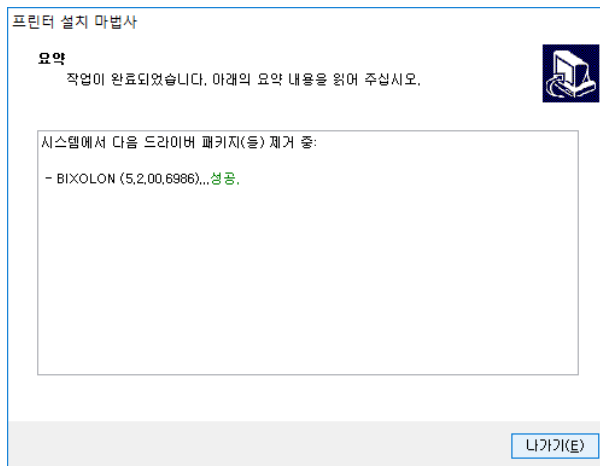 프린터 설치 마법사
요약
작업이 완료되었습니다. 아래의 요약 내용을 읽어 주십시오.
시스템에서 다음 드라이버 패키지(등) 제거 중:
- BIXOLON (5.2.00.6986)...성공.
나가기(E)